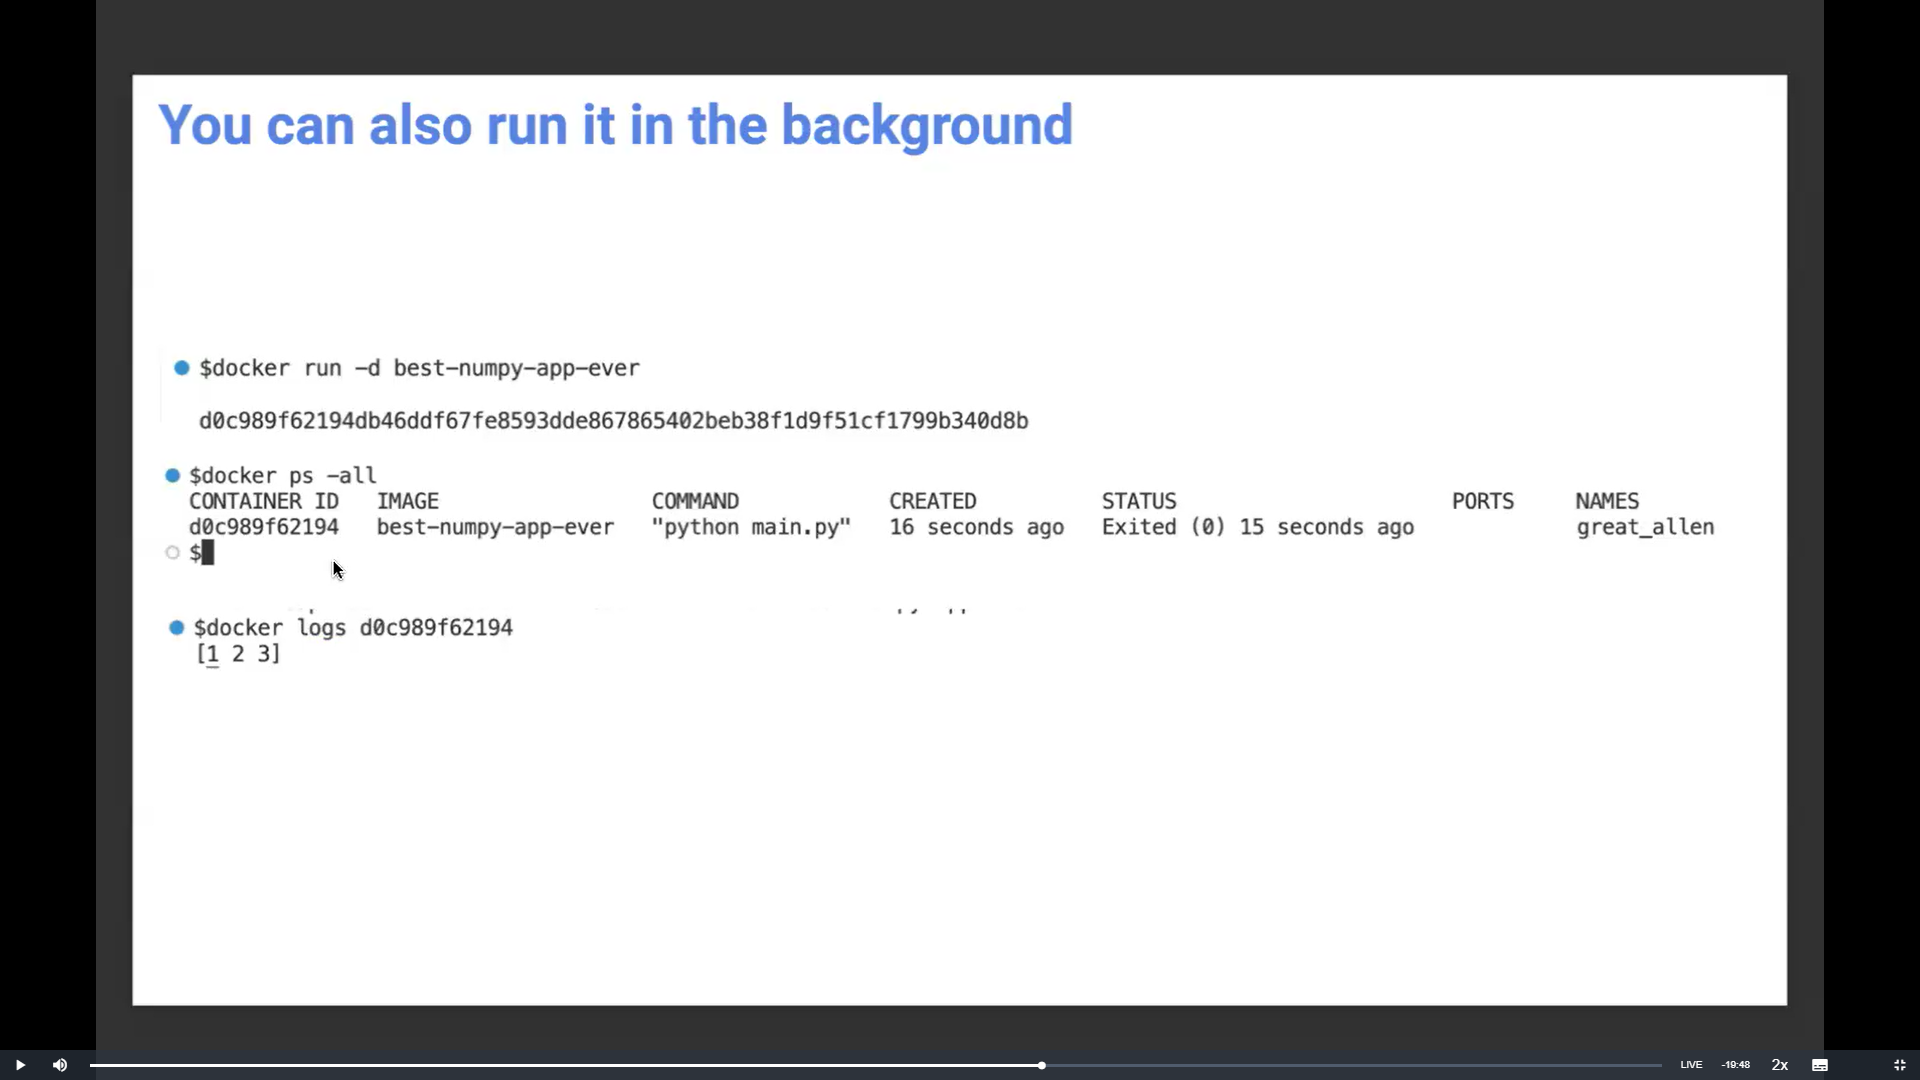 You can also run it in the background
$docker run -d best-numpy-app-ever
d0c989f62194db46ddf67fe8593dde867865402beb38f1d9f51cf1799b340d8b
$docker ps -all
CONTAINER ID IMAGE COMMAND CREATED STATUS PORTS NAMES
d0c989f62194 best-numpy-app-ever "python main.py" 16 seconds ago Exited (0) 15 seconds ago great_allen
$
$docker logs d0c989f62194
[1 2 3]
LIVE -19:48 2x